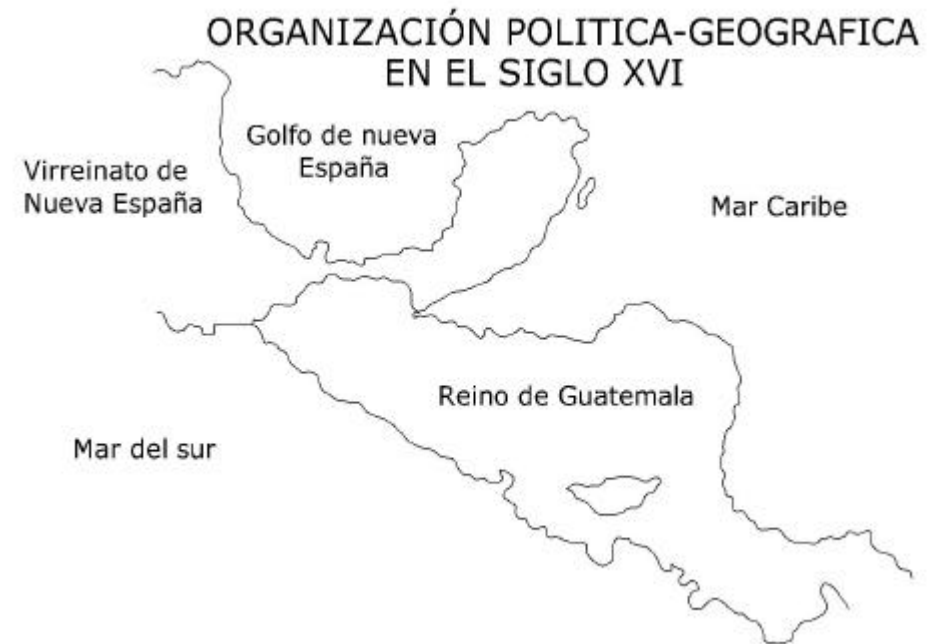 ORGANIZACIÓN POLITICA-GEOGRAFICA
EN EL SIGLO XVI
Golfo de nueva
España
Virreinato de
Nueva España
Mar Caribe
Reino de Guatemala
Mar del sur